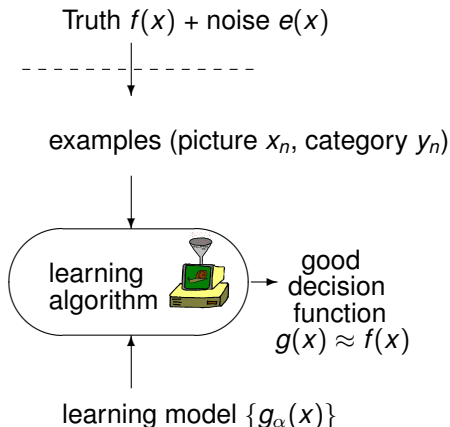 Truth f(x) + noise e(x)
examples (picture xₙ, category yₙ)
learning
algorithm
good
decision
function
g(x) ≈ f(x)
learning model {g_α(x)}